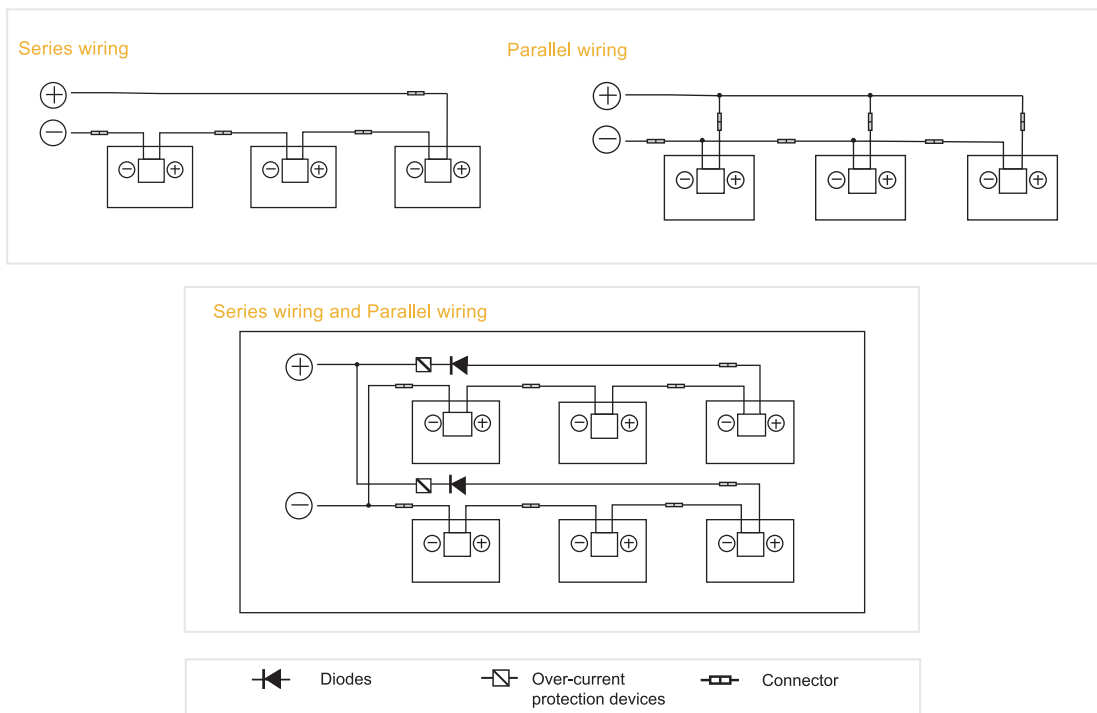 Series wiring
Parallel wiring
Series wiring and Parallel wiring
Diodes
Over-current
protection devices
Connector